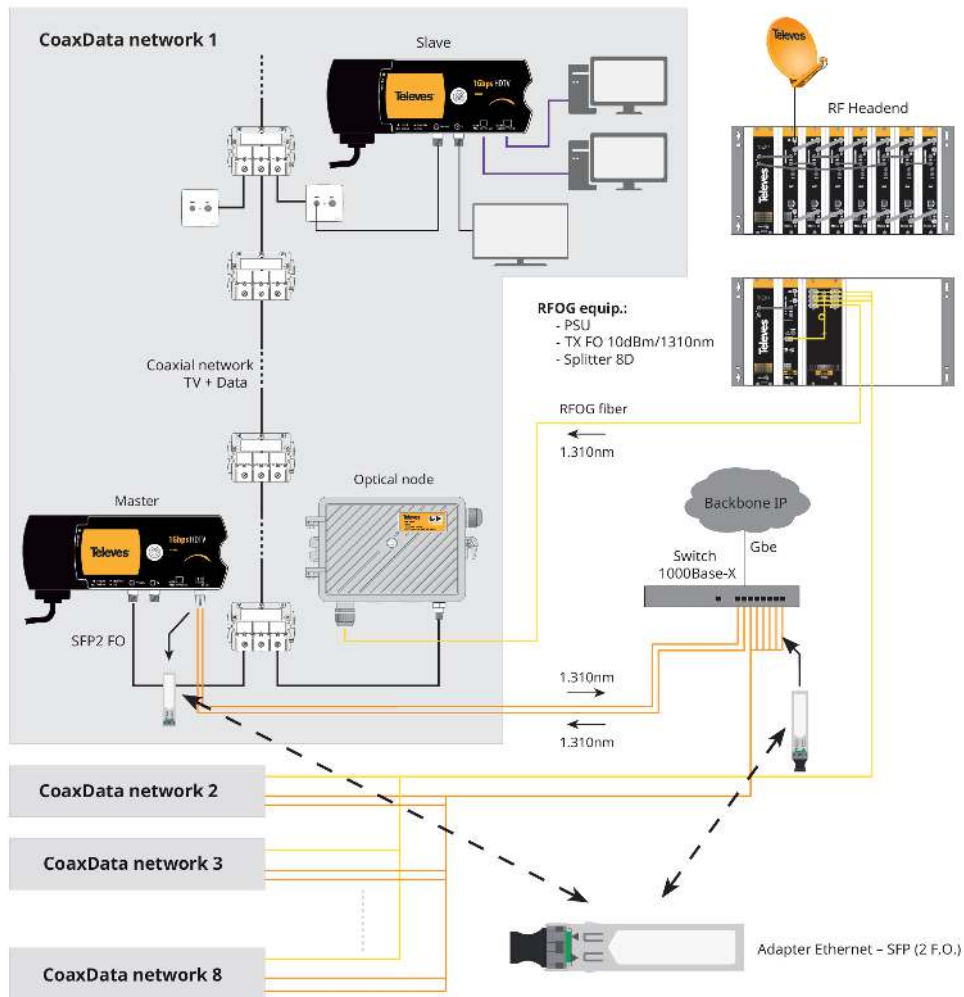 CoaxData network 1
Slave
Televes
1Gbps HDTV
Televes
RF Headend
Televes
RFOG equip.:
- PSU
- TX FO 10dBm/1310nm
- Splitter 8D
Televes
Coaxial network
TV + Data
RFOG fiber
1.310nm
Master
Optical node
Televes
1Gbps HDTV
Televes
Backbone IP
Gbe
Switch
1000Base-X
SFP2 FO
1.310nm
1.310nm
CoaxData network 2
CoaxData network 3
CoaxData network 8
Adapter Ethernet – SFP (2 F.O.)